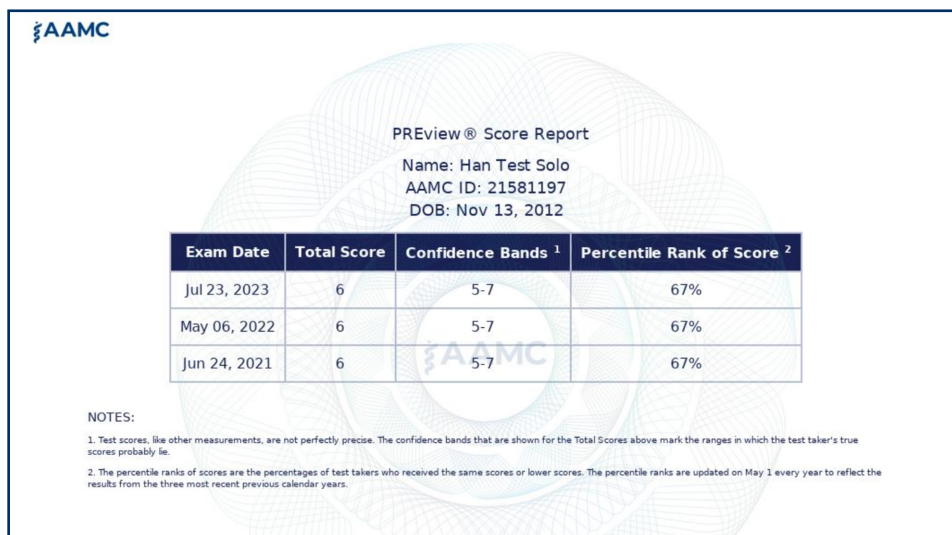 AAMC
PREview® Score Report
Name: Han Test Solo
AAMC ID: 21581197
DOB: Nov 13, 2012
Exam Date Total Score Confidence Bands 1 Percentile Rank of Score 2
Jul 23, 2023 6 5-7 67%
May 06, 2022 6 5-7 67%
AAMC
Jun 24, 2021 6 5-7 67%
NOTES:
1. Test scores, like other measurements, are not perfectly precise. The confidence bands that are shown for the Total Scores above mark the ranges in which the test taker's true
scores probably lie.
2. The percentile ranks of scores are the percentages of test takers who received the same scores or lower scores. The percentile ranks are updated on May 1 every year to reflect the
results from the three most recent previous calendar years.